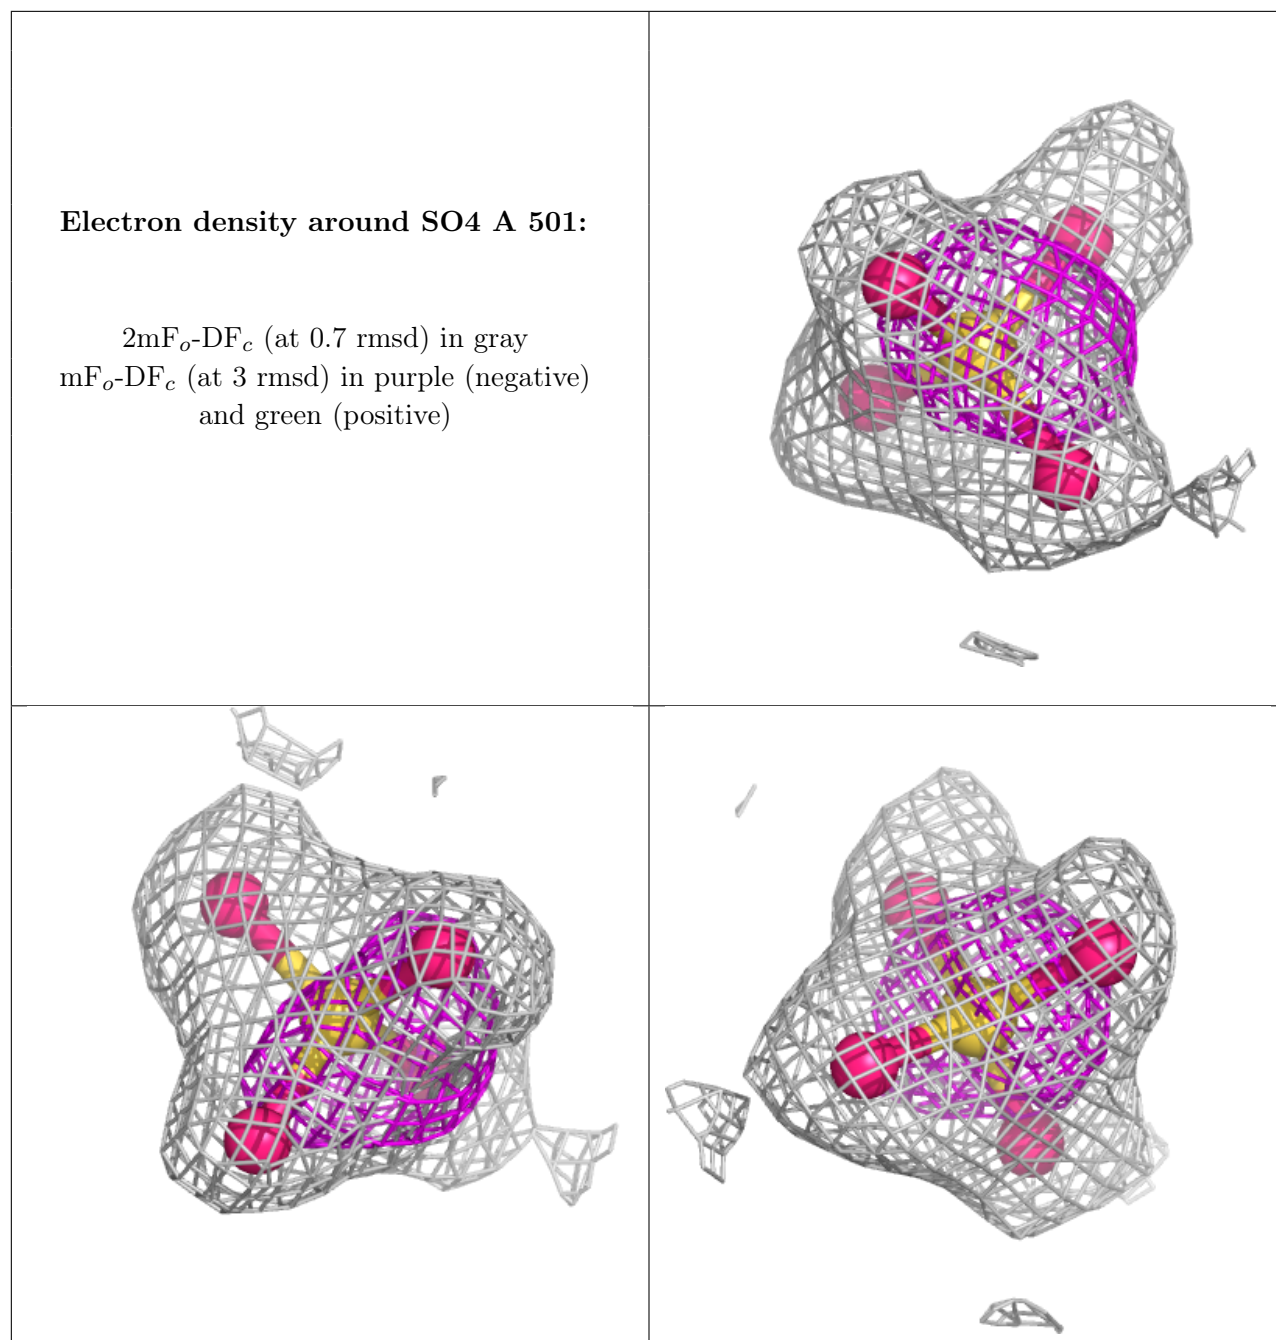 Electron density around SO4 A 501:
2mFo-DFc (at 0.7 rmsd) in gray
mFo-DFc (at 3 rmsd) in purple (negative)
and green (positive)